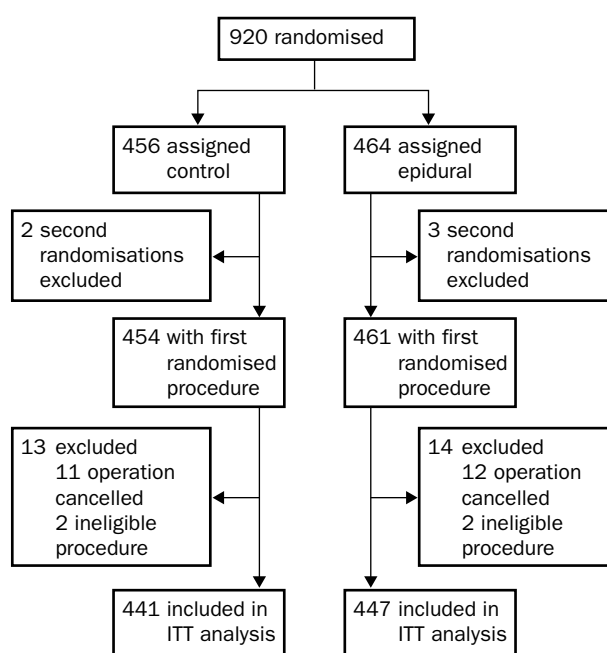 920 randomised
456 assigned
control
464 assigned
epidural
2 second
randomisations
excluded
3 second
randomisations
excluded
454 with first
randomised
procedure
461 with first
randomised
procedure
13 excluded
11 operation
cancelled
2 ineligible
procedure
14 excluded
12 operation
cancelled
2 ineligible
procedure
441 included in
ITT analysis
447 included in
ITT analysis